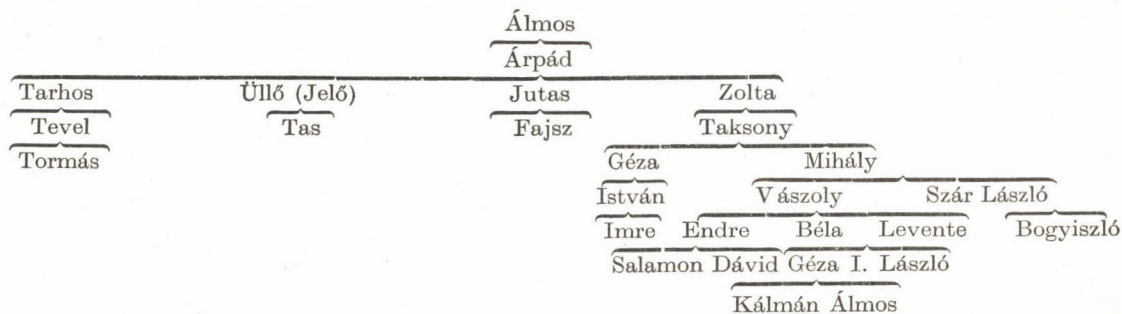 Álmos
Árpád
Tarhos Üllő (Jelő) Jutas Zolta
Tevel Tas Fajsz Taksony
Tormás Géza Mihály
István Vászoly Szár László
Imre Endre Béla Levente Bogyiszló
Salamon Dávid Géza I. László
Kálmán Álmos